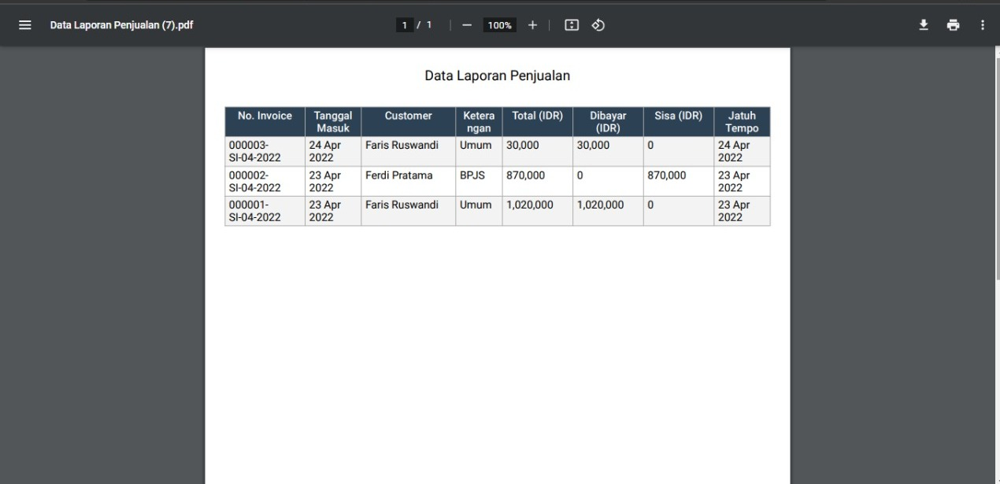 Data Laporan Penjualan (7).pdf
1 / 1
100%
Data Laporan Penjualan
No. Invoice Tanggal Masuk Customer Ketera ngan Total (IDR) Dibayar (IDR) Sisa (IDR) Jatuh Tempo
000003-SI-04-2022 24 Apr 2022 Faris Ruswandi Umum 30,000 30,000 0 24 Apr 2022
000002-SI-04-2022 23 Apr 2022 Ferdi Pratama BPJS 870,000 0 870,000 23 Apr 2022
000001-SI-04-2022 23 Apr 2022 Faris Ruswandi Umum 1,020,000 1,020,000 0 23 Apr 2022